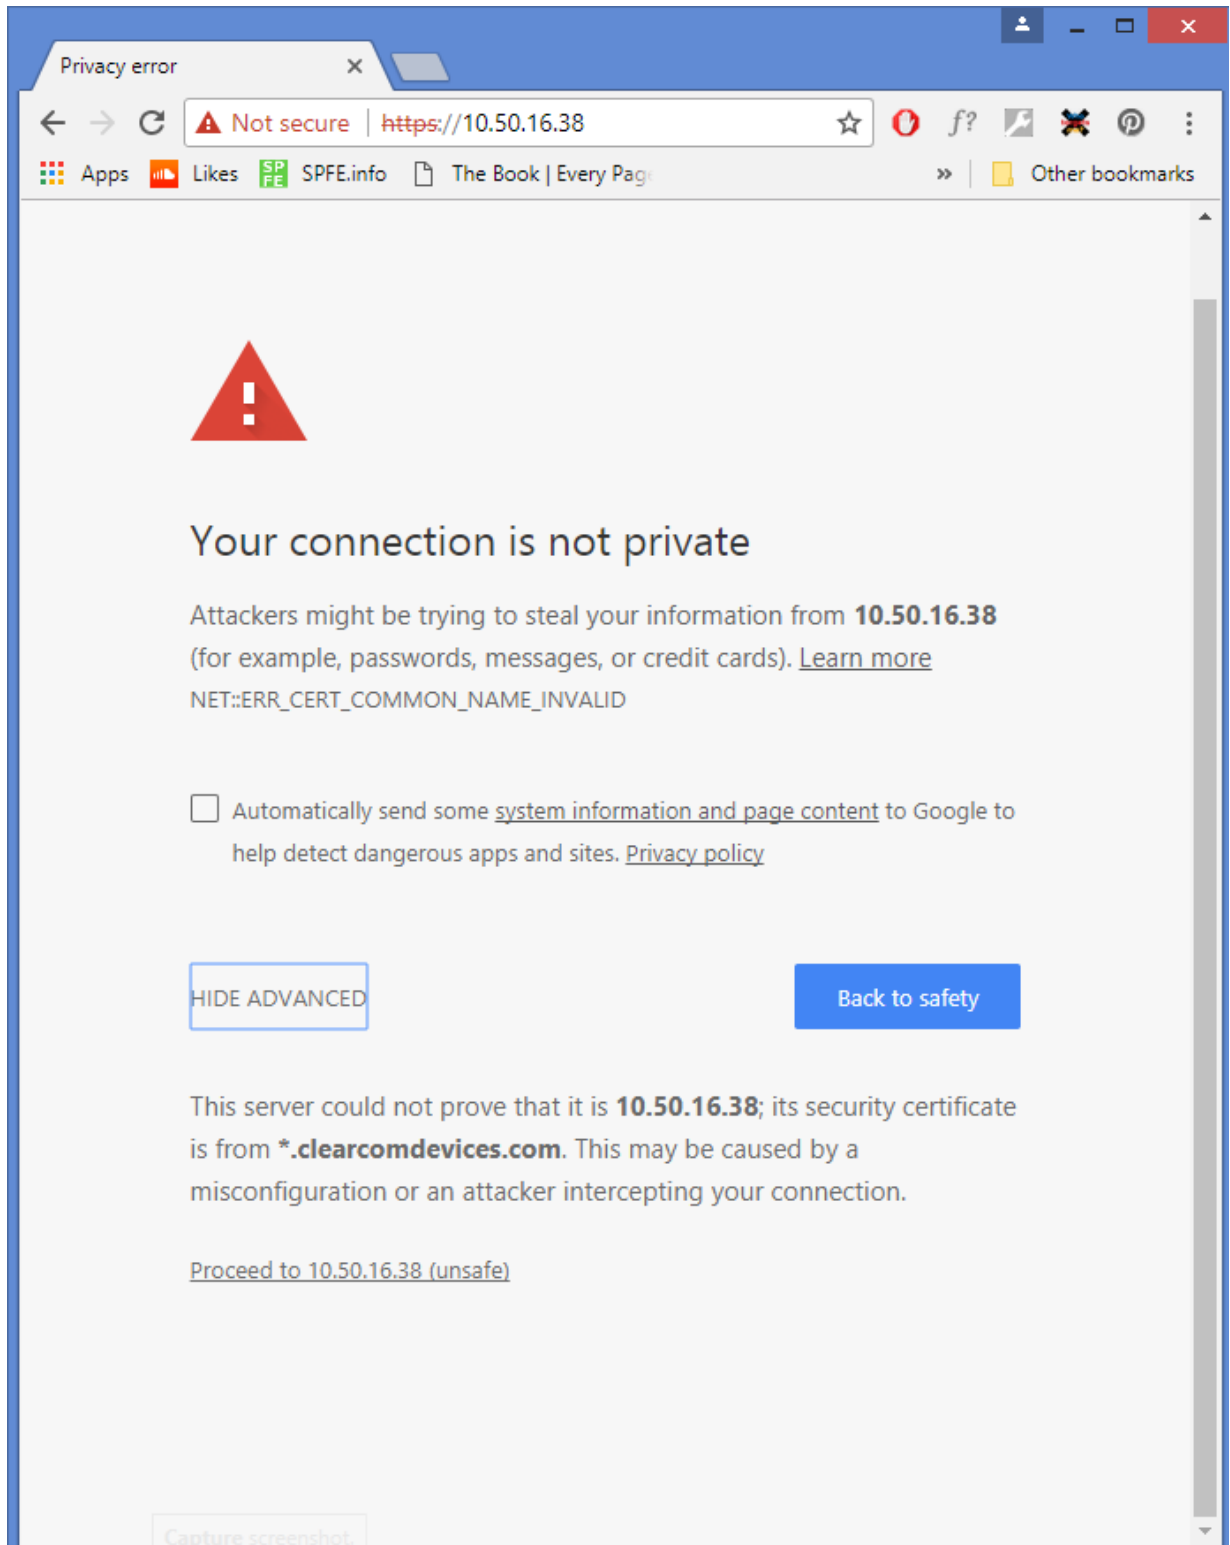 Privacy error
Not secure | https://10.50.16.38
f?
Apps
Likes
SP
FE
SPFE.info
The Book | Every Page
»
Other bookmarks
Your connection is not private
Attackers might be trying to steal your information from 10.50.16.38
(for example, passwords, messages, or credit cards). Learn more
NET::ERR_CERT_COMMON_NAME_INVALID
Automatically send some system information and page content to Google to
help detect dangerous apps and sites. Privacy policy
HIDE ADVANCED
Back to safety
This server could not prove that it is 10.50.16.38; its security certificate
is from *.clearcomdevices.com. This may be caused by a
misconfiguration or an attacker intercepting your connection.
Proceed to 10.50.16.38 (unsafe)
Capture screenshot.